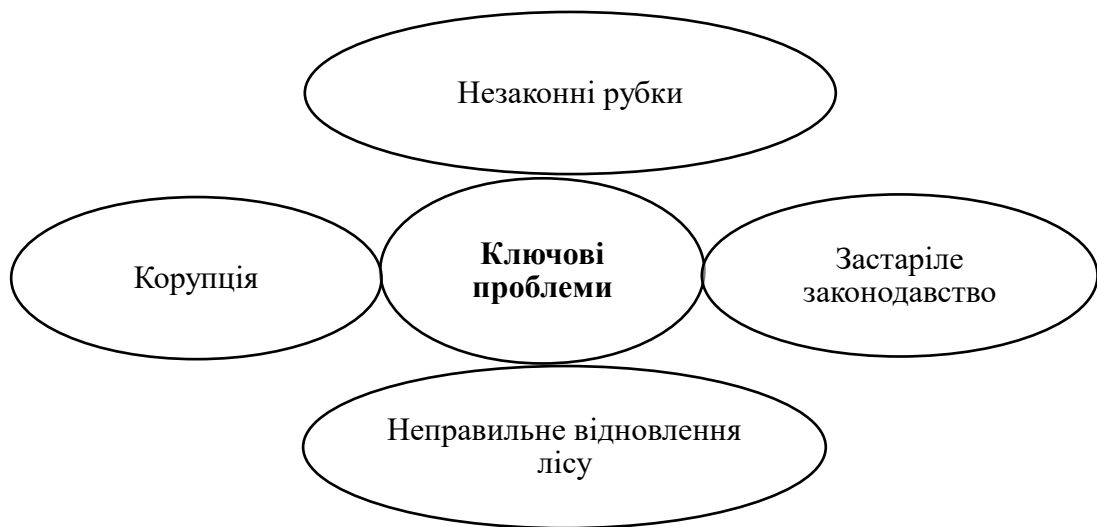 Незаконні рубки
Корупція
Ключові
проблеми
Застаріле
законодавство
Неправильне відновлення
лісу